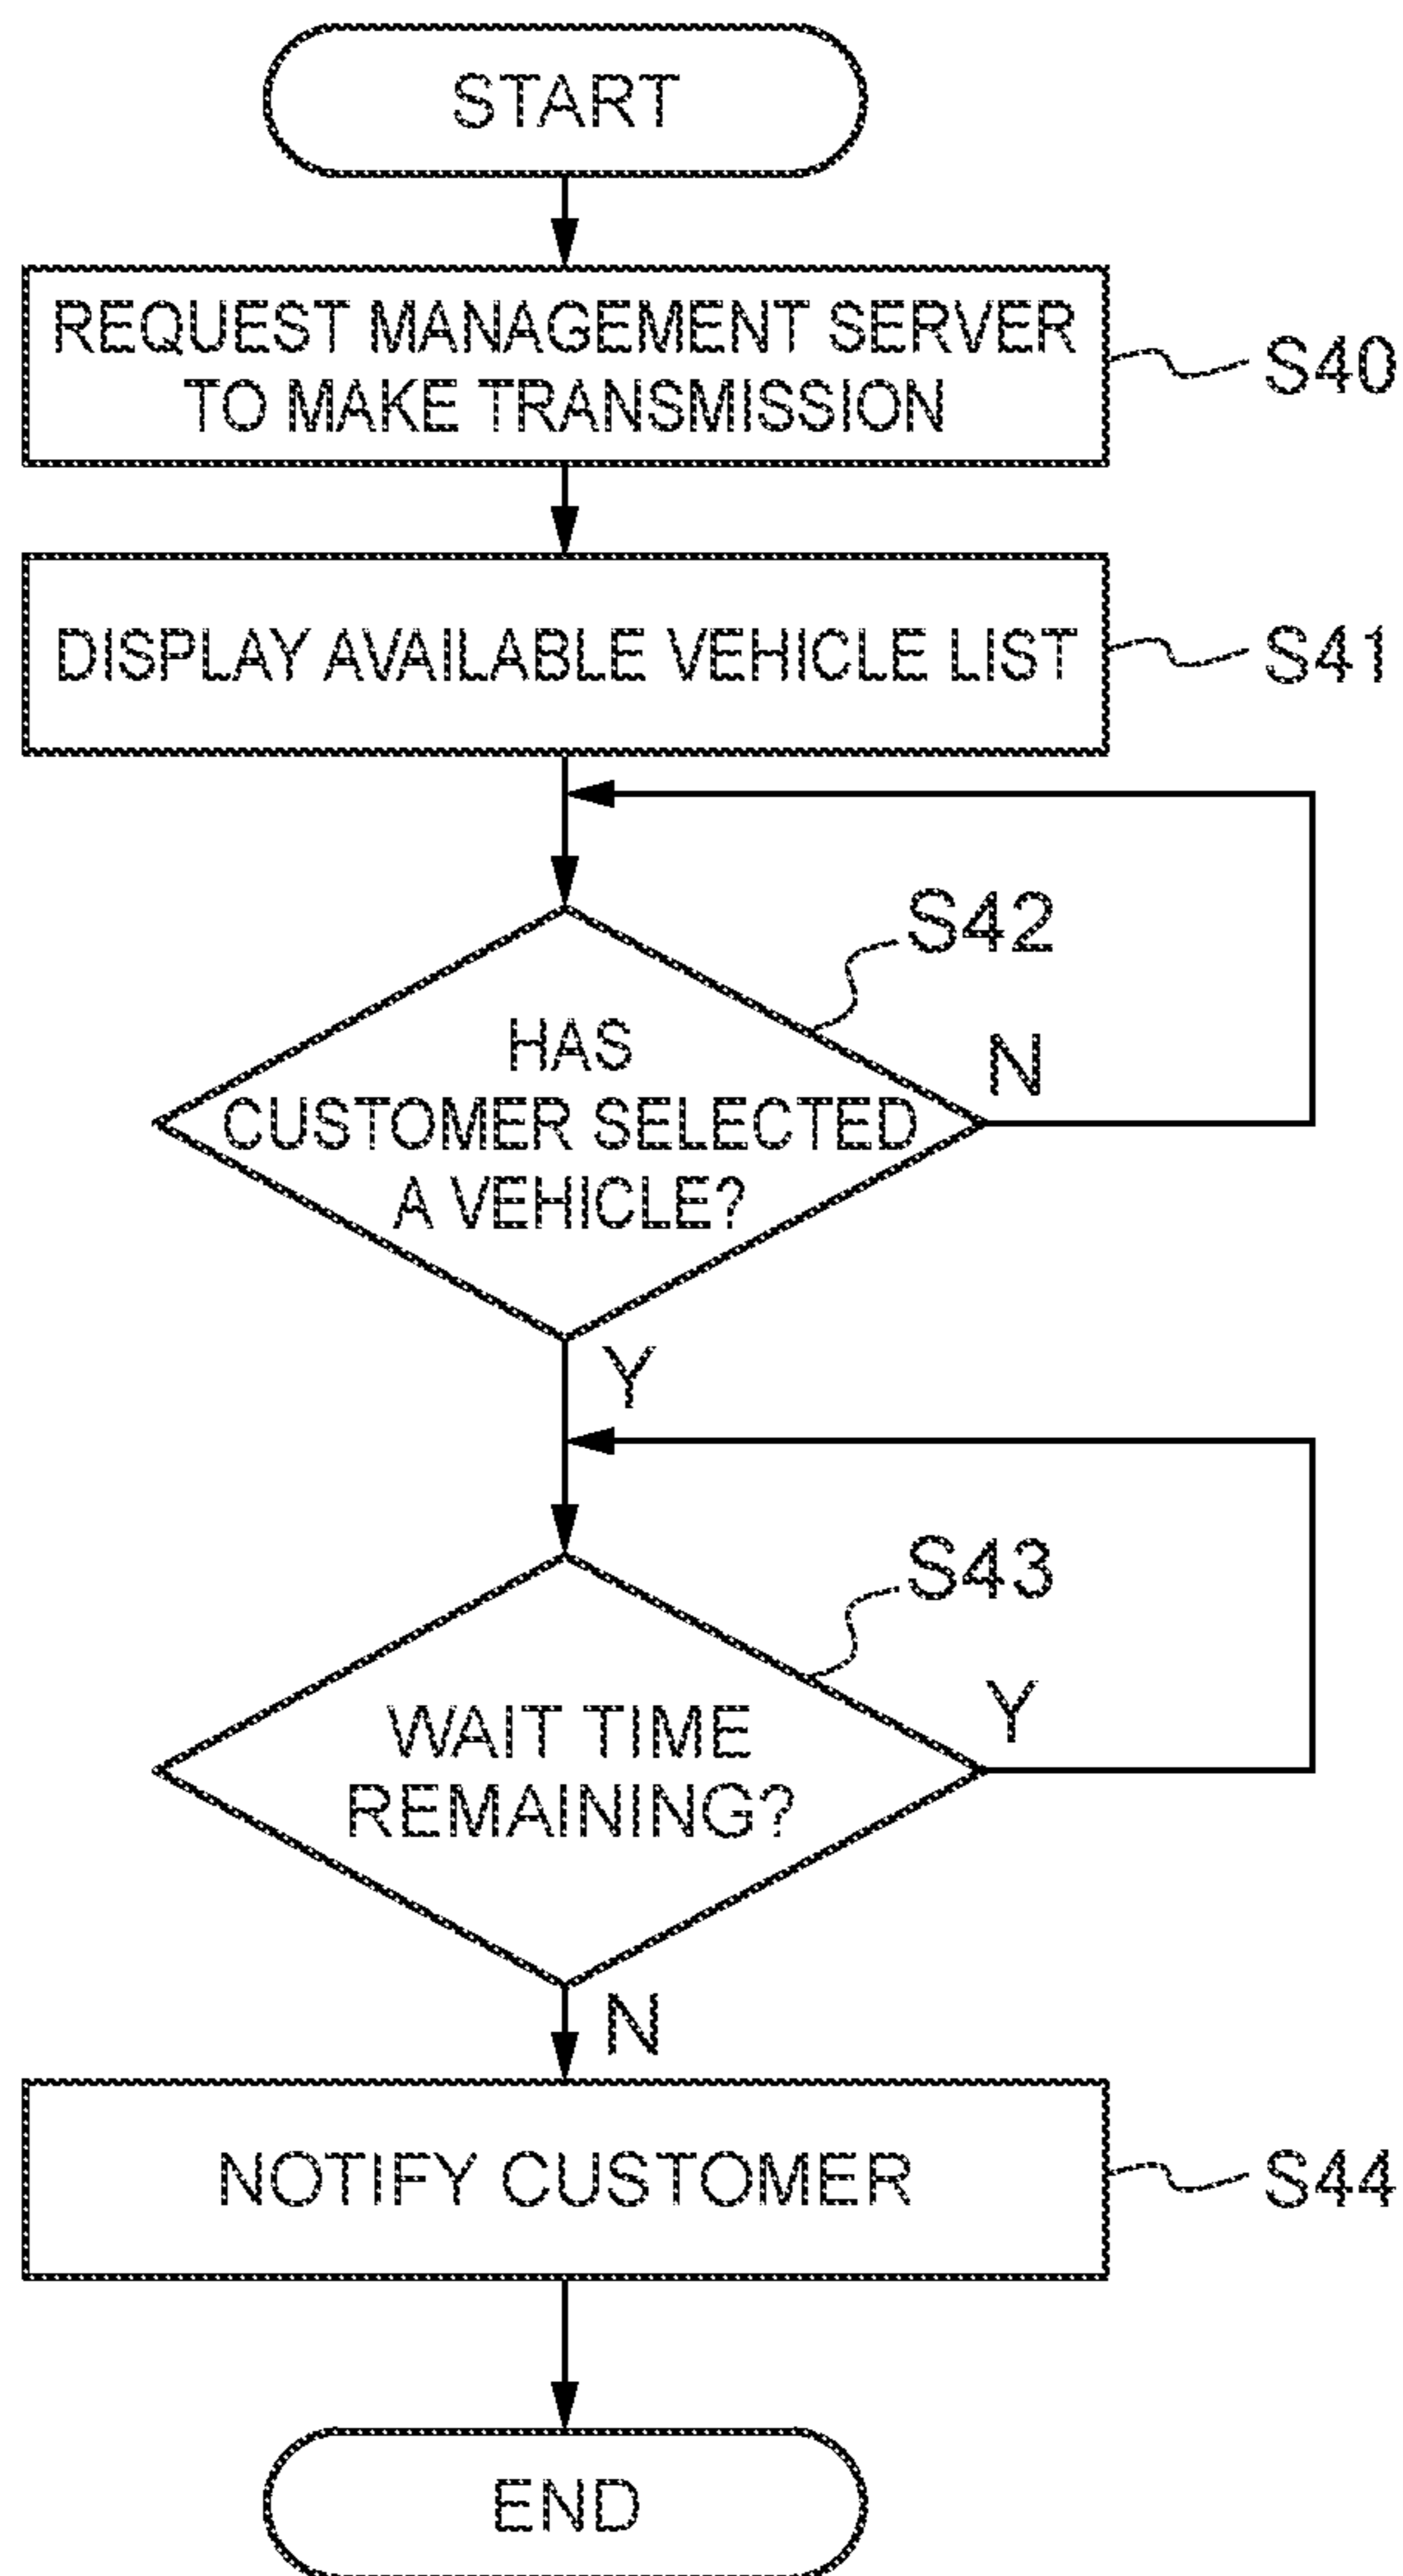 START
REQUEST MANAGEMENT SERVER
TO MAKE TRANSMISSION
S40
DISPLAY AVAILABLE VEHICLE LIST
S41
S42
HAS
CUSTOMER SELECTED
A VEHICLE?
N
Y
S43
WAIT TIME
REMAINING?
Y
N
NOTIFY CUSTOMER
S44
END